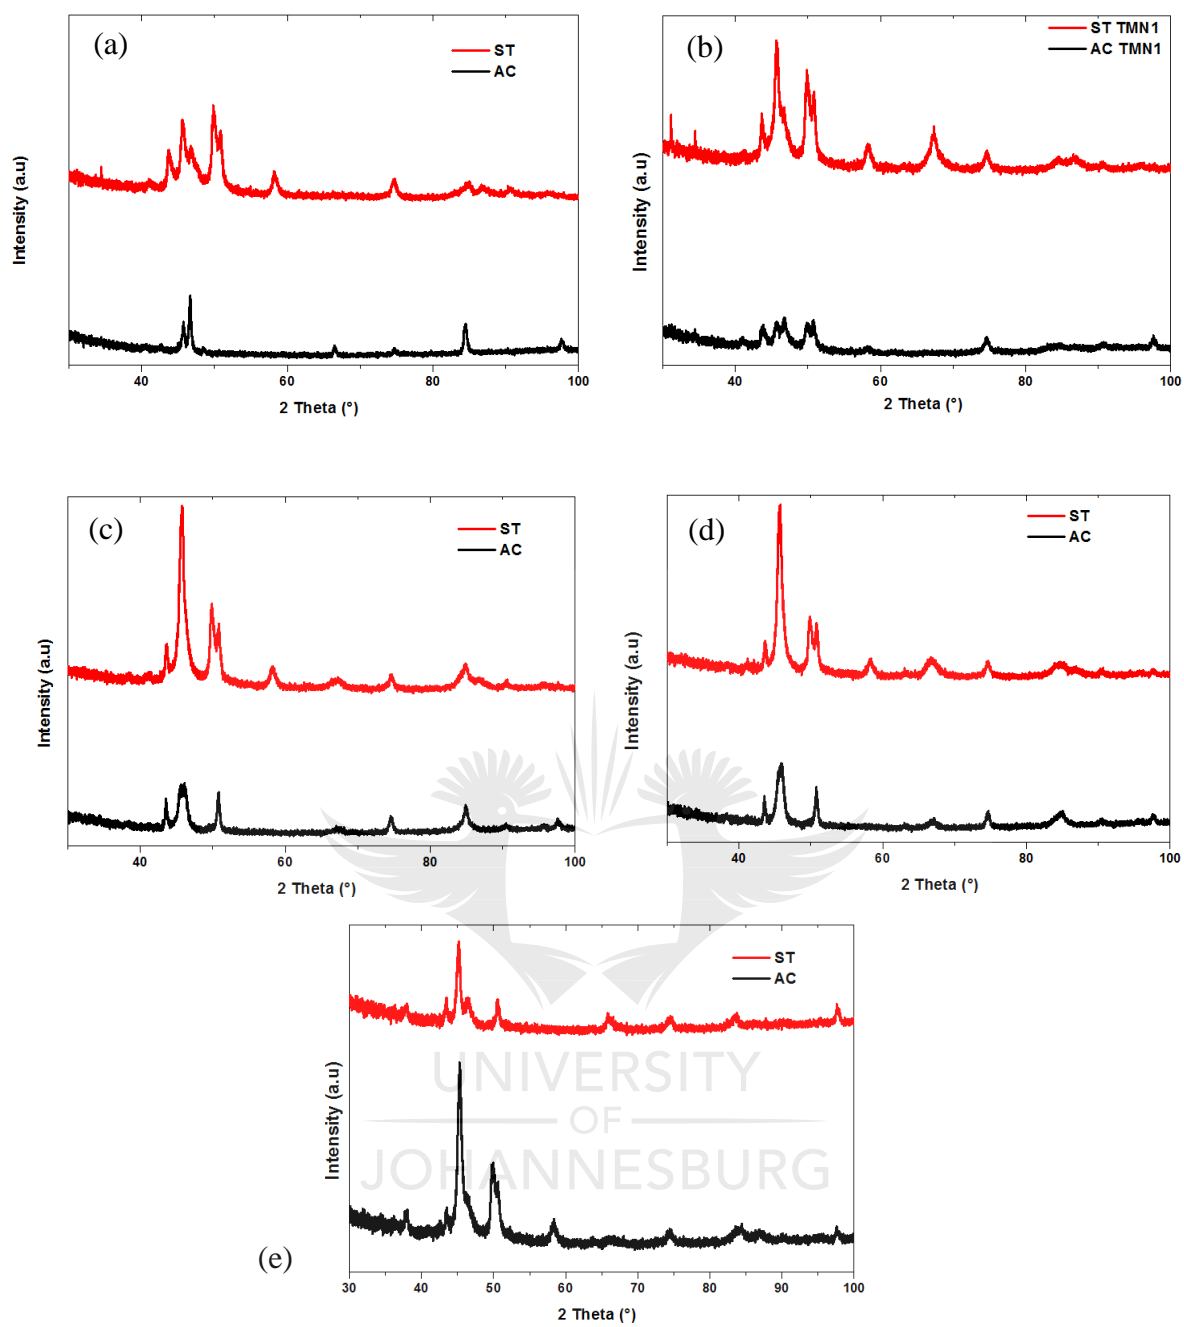 (a)
ST
AC
Intensity (a.u)
40 60 80 100
2 Theta (°)
(b)
ST TMN1
AC TMN1
Intensity (a.u)
40 60 80 100
2 Theta (°)
(c)
ST
AC
Intensity (a.u)
40 60 80 100
2 Theta (°)
(d)
ST
AC
Intensity (a.u)
40 60 80 100
2 Theta (°)
ST
AC
Intensity (a.u)
UNIVERSITY
OF
JOHANNESBURG
(e)
30 40 50 60 70 80 90 100
2 Theta (°)